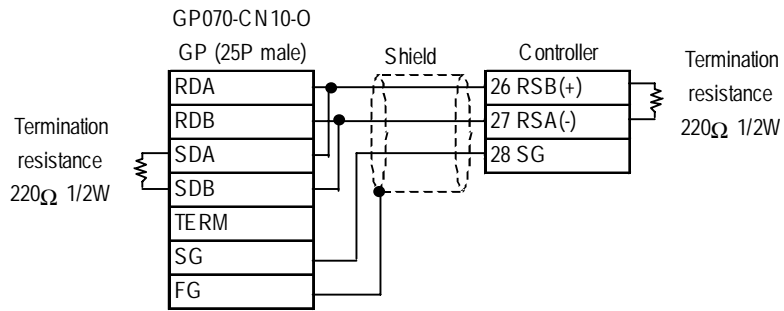 GP070-CN10-O
GP (25P male)
Shield
Controller
RDA
RDB
SDA
SDB
TERM
SG
FG
26 RSB(+)
27 RSA(-)
28 SG
Termination
resistance
220Ω 1/2W
Termination
resistance
220Ω 1/2W